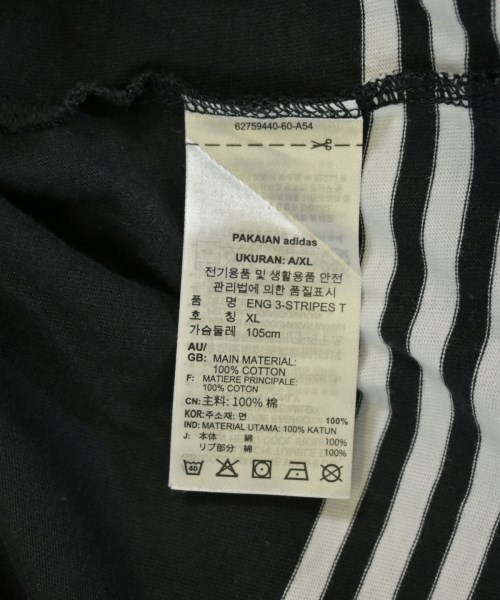 62759440-60-A54
PAKAIAN adidas
UKURAN: A/XL
전기용품 및 생활용품 안전
관리법에 의한 품질표시
품 명 ENG 3-STRIPES T
호 칭 XL
가슴둘레 105cm
AU/
GB: MAIN MATERIAL:
100% COTTON
F: MATIERE PRINCIPALE:
100% COTON
CN: 主料: 100% 棉
KOR: 주소재: 면 100%
IND: MATERIAL UTAMA: 100% KATUN
J: 本体 綿 100%
リブ部分 綿 100%
40